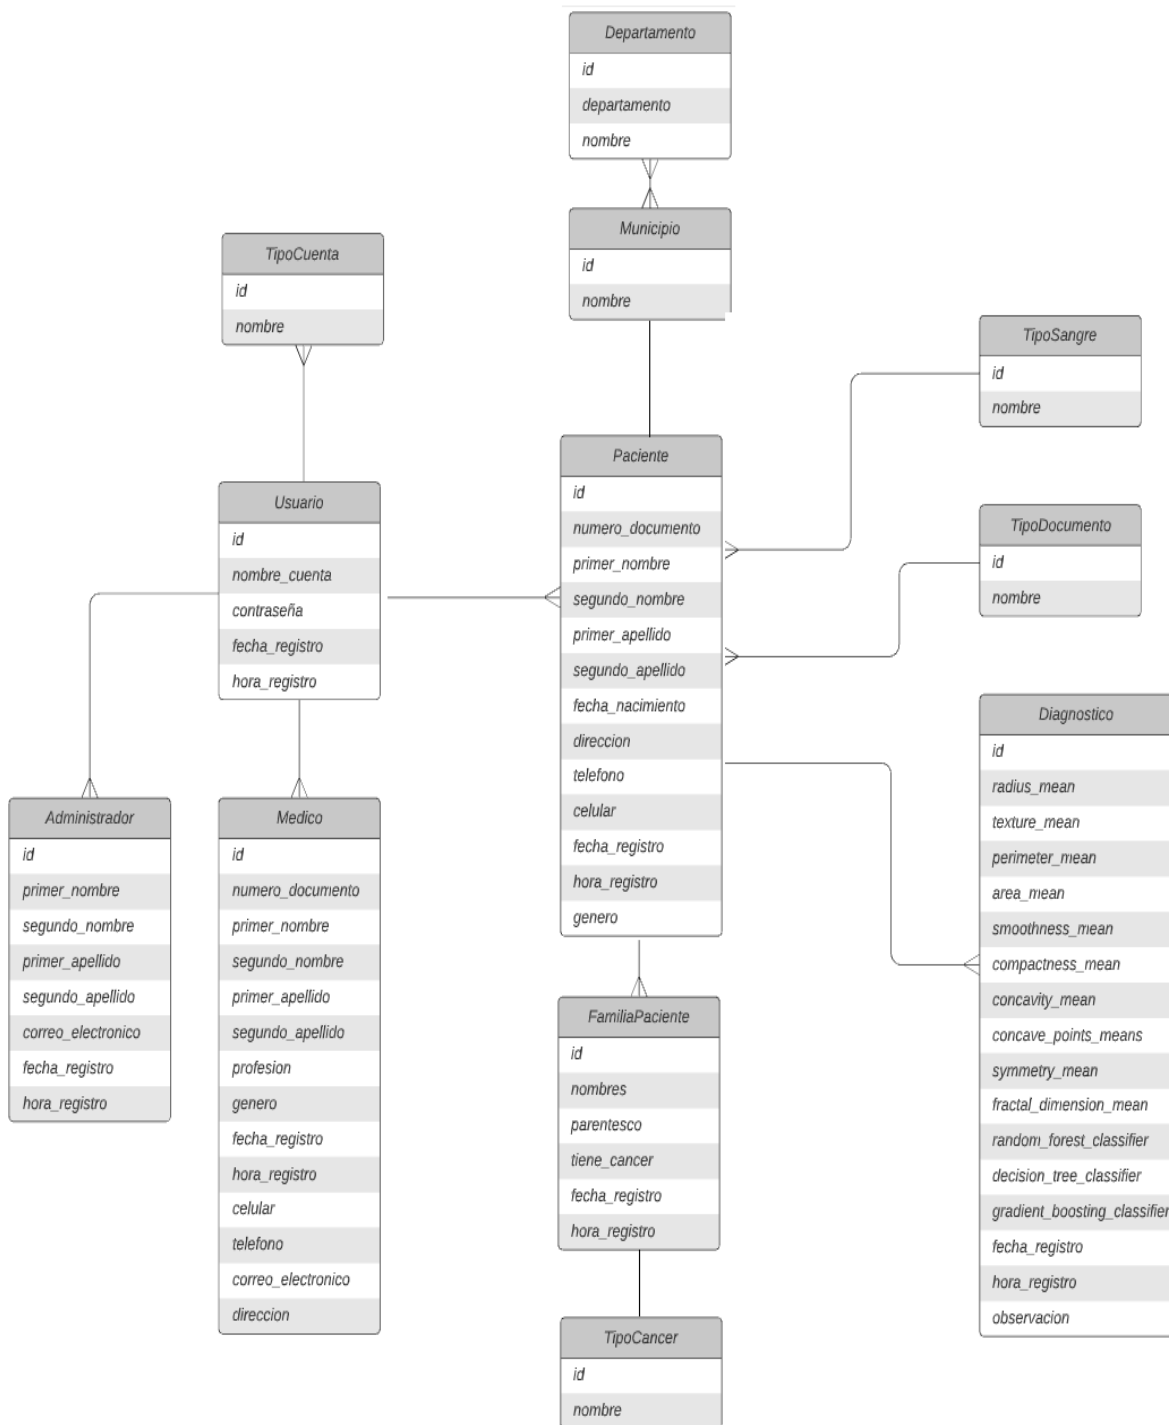 Departamento
id
departamento
nombre
Municipio
id
nombre
TipoCuenta
id
nombre
TipoSangre
id
nombre
Usuario
id
nombre_cuenta
contraseña
fecha_registro
hora_registro
Paciente
id
numero_documento
primer_nombre
segundo_nombre
primer_apellido
segundo_apellido
fecha_nacimiento
direccion
telefono
celular
fecha_registro
hora_registro
genero
TipoDocumento
id
nombre
Administrador
id
primer_nombre
segundo_nombre
primer_apellido
segundo_apellido
correo_electronico
fecha_registro
hora_registro
Medico
id
numero_documento
primer_nombre
segundo_nombre
primer_apellido
segundo_apellido
profesion
genero
fecha_registro
hora_registro
celular
telefono
correo_electronico
direccion
Diagnostico
id
radius_mean
texture_mean
perimeter_mean
area_mean
smoothness_mean
compactness_mean
concavity_mean
concave_points_means
symmetry_mean
fractal_dimension_mean
random_forest_classifier
decision_tree_classifier
gradient_boosting_classifier
fecha_registro
hora_registro
observacion
FamiliaPaciente
id
nombres
parentesco
tiene_cancer
fecha_registro
hora_registro
TipoCancer
id
nombre